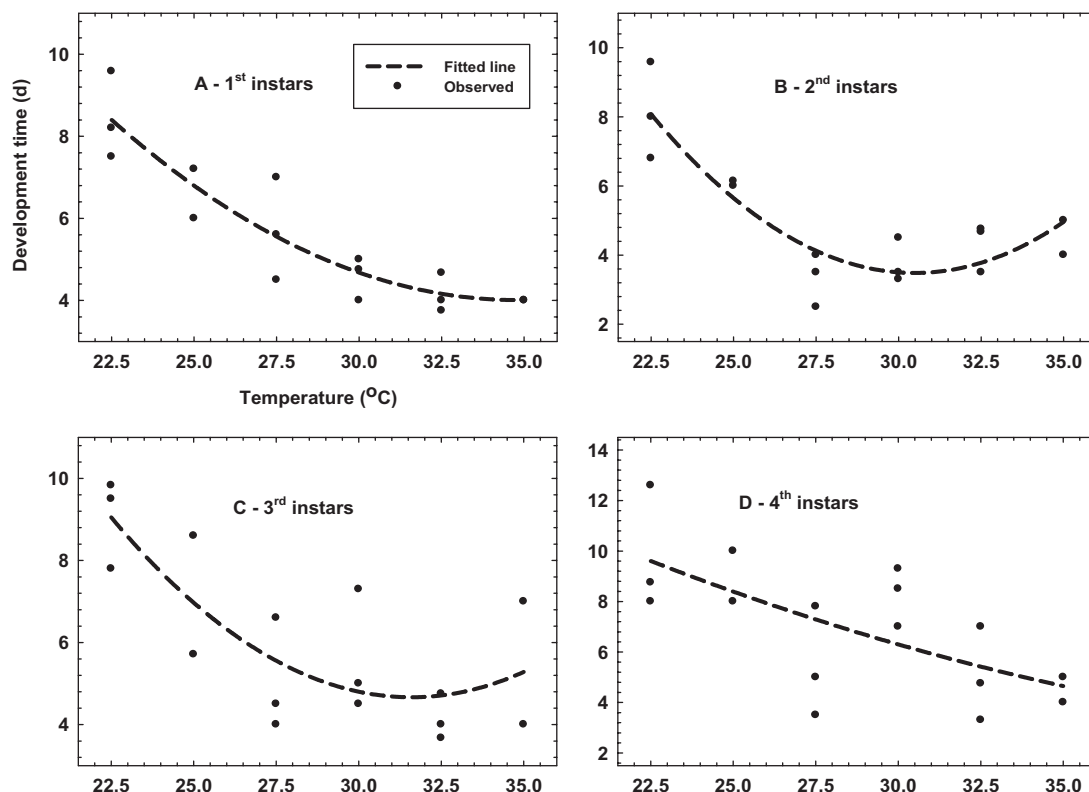 A - 1st instars
Fitted line
Observed
Development time (d)
10
8
6
4
22.5 25.0 27.5 30.0 32.5 35.0
Temperature (OC)
B - 2nd instars
10
8
6
4
2
22.5 25.0 27.5 30.0 32.5 35.0
C - 3rd instars
10
8
6
4
22.5 25.0 27.5 30.0 32.5 35.0
D - 4th instars
14
12
10
8
6
4
2
22.5 25.0 27.5 30.0 32.5 35.0